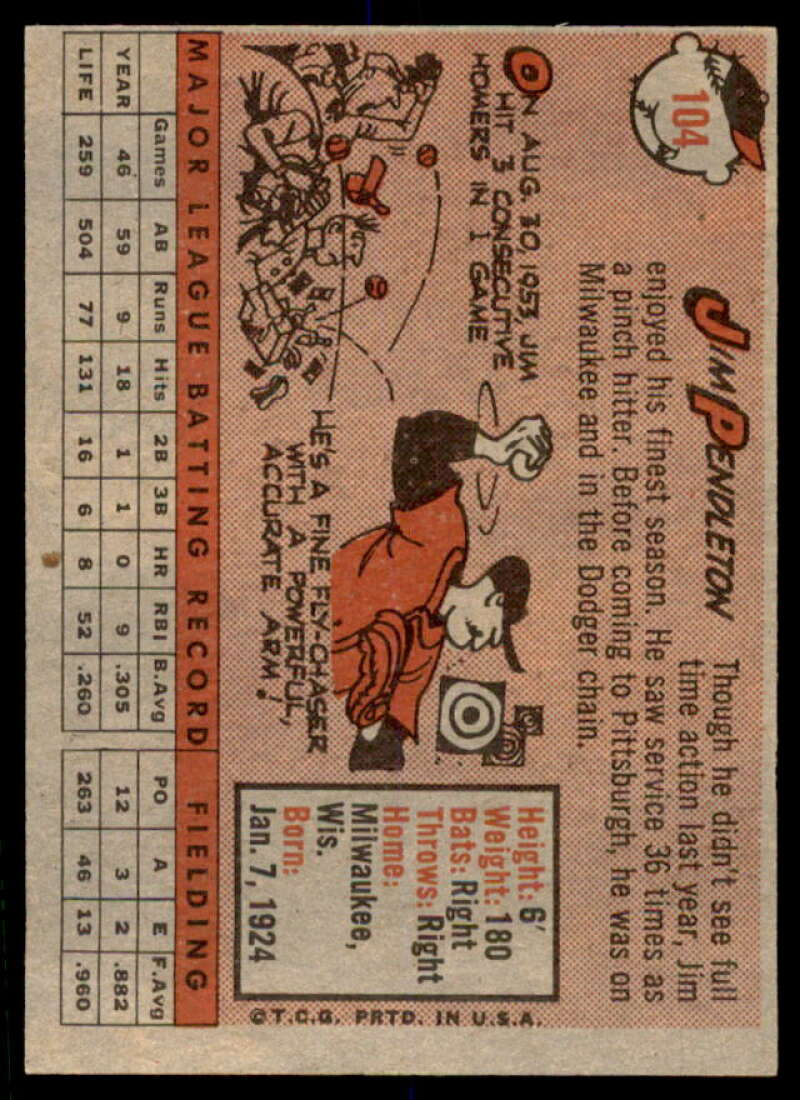 104
JIM PENDLETON
Though he didn't see full
time action last year, Jim
enjoyed his finest season. He saw service 36 times as
a pinch hitter. Before coming to Pittsburgh, he was on
Milwaukee and in the Dodger chain.
ON AUG. 30, 1953, JIM
HIT 3 CONSECUTIVE
HOMERS IN 1 GAME
HE'S A FINE FLY-CHASER
WITH A POWERFUL,
ACCURATE ARM!
Height: 6'
Weight: 180
Bats: Right
Throws: Right
Home:
Milwaukee,
Wis.
Born:
Jan. 7, 1924
©T.C.G. PRTD. IN U.S.A.
MAJOR LEAGUE BATTING RECORD FIELDING
Games AB Runs Hits 2B 3B HR RBI B.Avg PO A E F.Avg
YEAR 46 59 9 18 1 1 0 9 .305 12 3 2 .882
LIFE 259 504 77 131 16 6 8 52 .260 263 46 13 .960